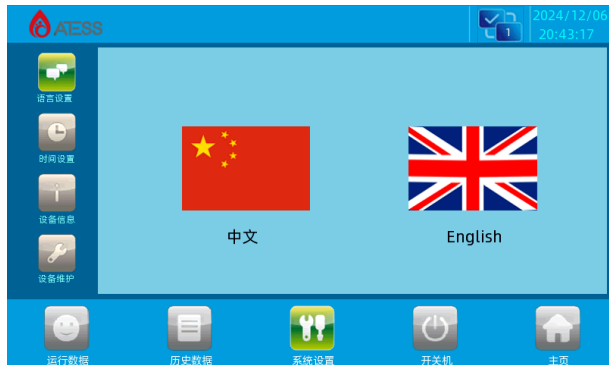 ATESS
1
2024/12/06
20:43:17
语言设置
时间设置
设备信息
设备维护
中文
English
运行数据
历史数据
系统设置
开关机
主页